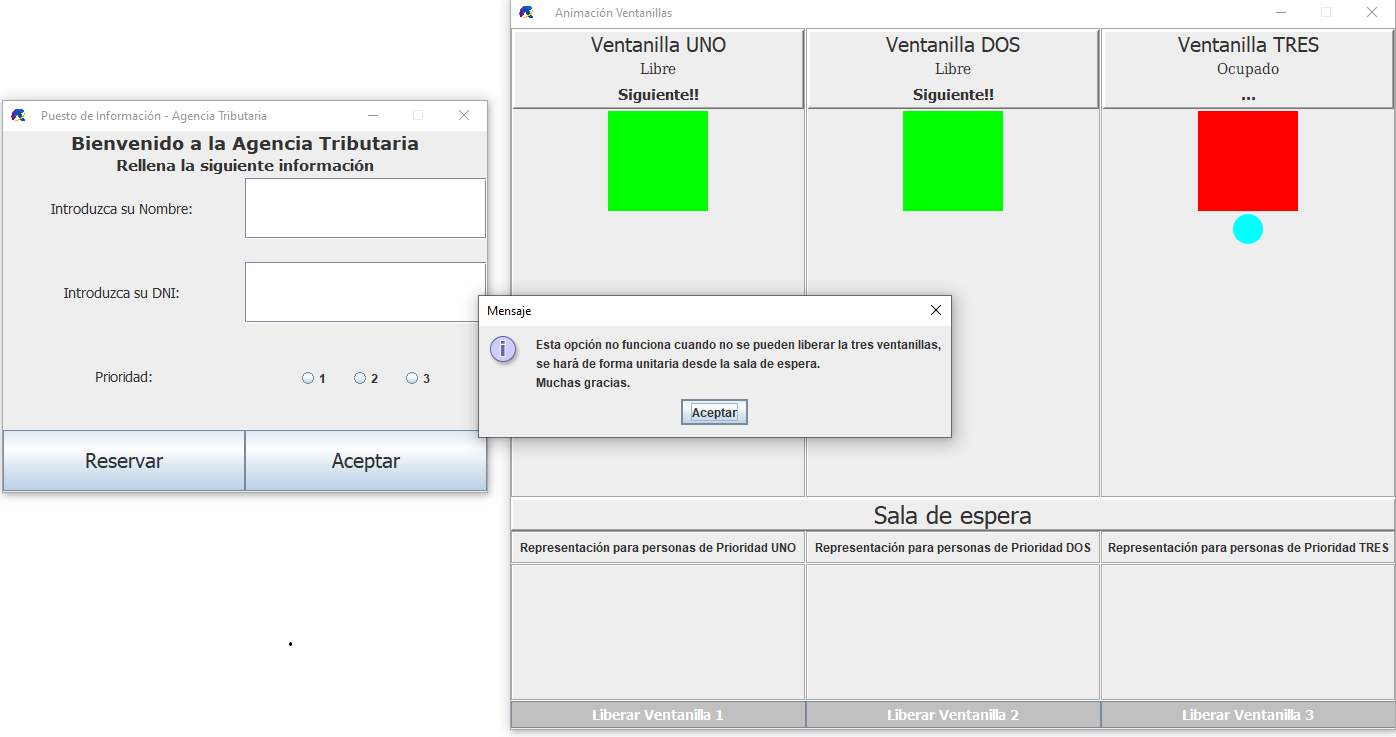 Animación Ventanillas
Ventanilla UNO
Libre
Siguiente!!
Ventanilla DOS
Libre
Siguiente!!
Ventanilla TRES
Ocupado
...
Puesto de Información - Agencia Tributaria
Bienvenido a la Agencia Tributaria
Rellena la siguiente información
Introduzca su Nombre:
Introduzca su DNI:
Prioridad:
1
2
3
Reservar
Aceptar
Mensaje
Esta opción no funciona cuando no se pueden liberar la tres ventanillas,
se hará de forma unitaria desde la sala de espera.
Muchas gracias.
Aceptar
Sala de espera
Representación para personas de Prioridad UNO
Representación para personas de Prioridad DOS
Representación para personas de Prioridad TRES
Liberar Ventanilla 1
Liberar Ventanilla 2
Liberar Ventanilla 3